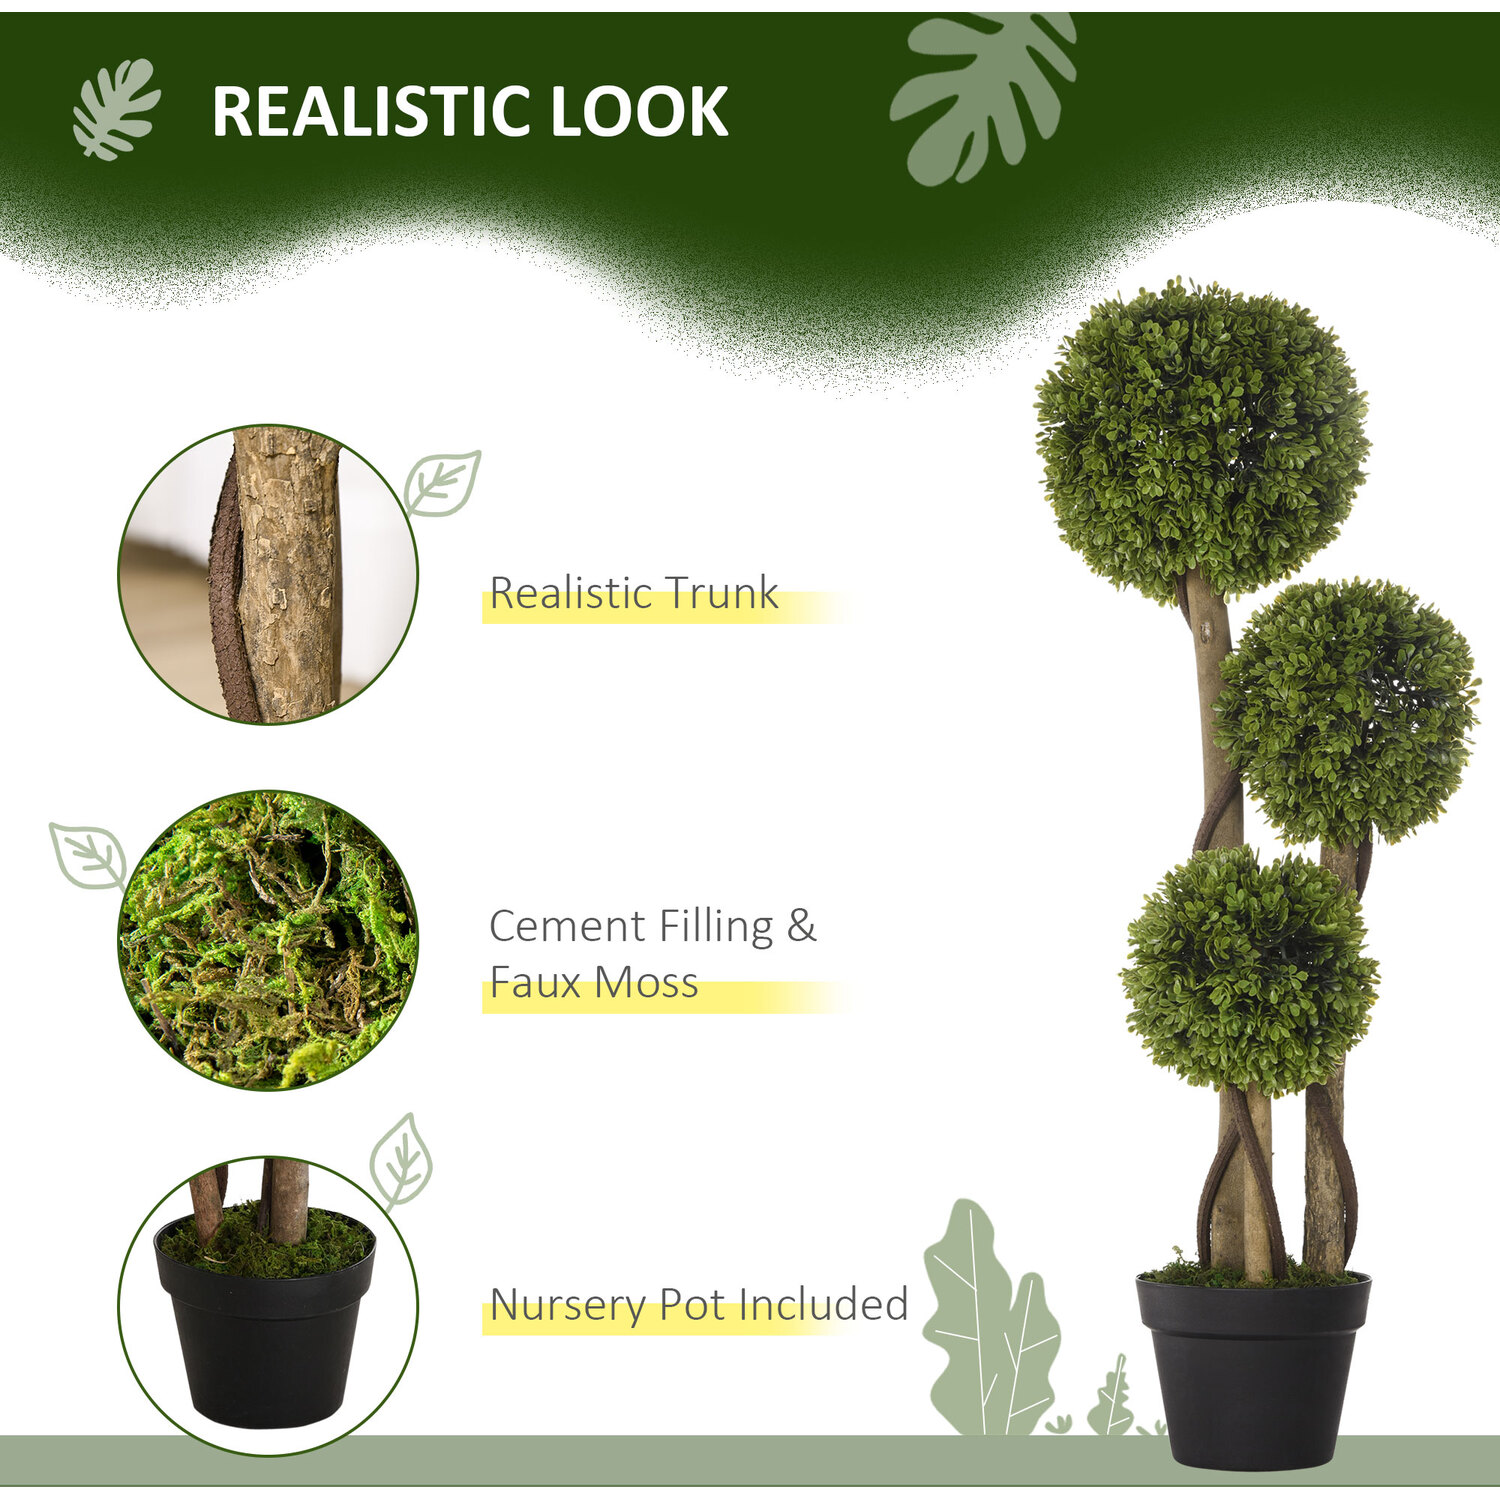 REALISTIC LOOK
Realistic Trunk
Cement Filling &
Faux Moss
Nursery Pot Included